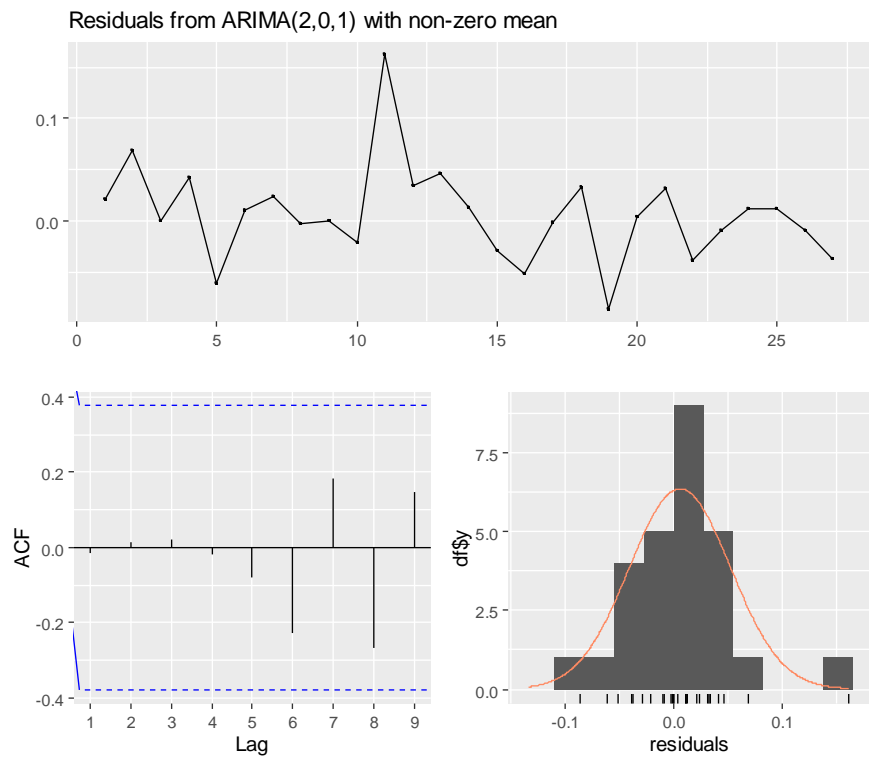 Residuals from ARIMA(2,0,1) with non-zero mean
0.1
0.0
0 5 10 15 20 25
0.4
0.2
0.0
-0.2
-0.4
ACF
1 2 3 4 5 6 7 8 9
Lag
7.5
5.0
2.5
0.0
df$y
-0.1 0.0 0.1
residuals